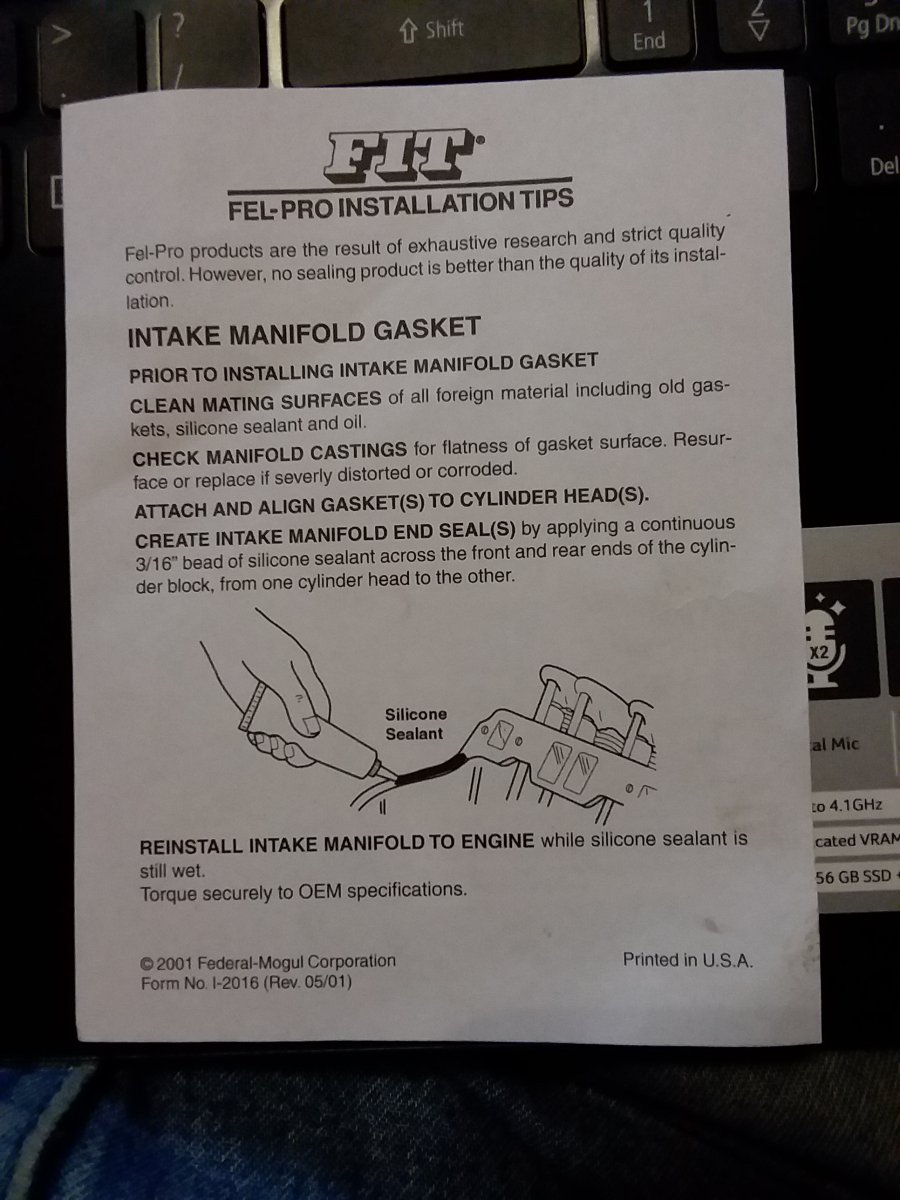 >
.
?
/
⇧ Shift
1
End
2
▽
Pg Dn
.
Del
FIT®
FEL-PRO INSTALLATION TIPS
Fel-Pro products are the result of exhaustive research and strict quality
control. However, no sealing product is better than the quality of its instal-
lation.
INTAKE MANIFOLD GASKET
PRIOR TO INSTALLING INTAKE MANIFOLD GASKET
CLEAN MATING SURFACES of all foreign material including old gas-
kets, silicone sealant and oil.
CHECK MANIFOLD CASTINGS for flatness of gasket surface. Resur-
face or replace if severly distorted or corroded.
ATTACH AND ALIGN GASKET(S) TO CYLINDER HEAD(S).
CREATE INTAKE MANIFOLD END SEAL(S) by applying a continuous
3/16" bead of silicone sealant across the front and rear ends of the cylin-
der block, from one cylinder head to the other.
Silicone
Sealant
REINSTALL INTAKE MANIFOLD TO ENGINE while silicone sealant is
still wet.
Torque securely to OEM specifications.
© 2001 Federal-Mogul Corporation
Form No. I-2016 (Rev. 05/01)
Printed in U.S.A.
X2
al Mic
to 4.1GHz
cated VRAM
56 GB SSD +